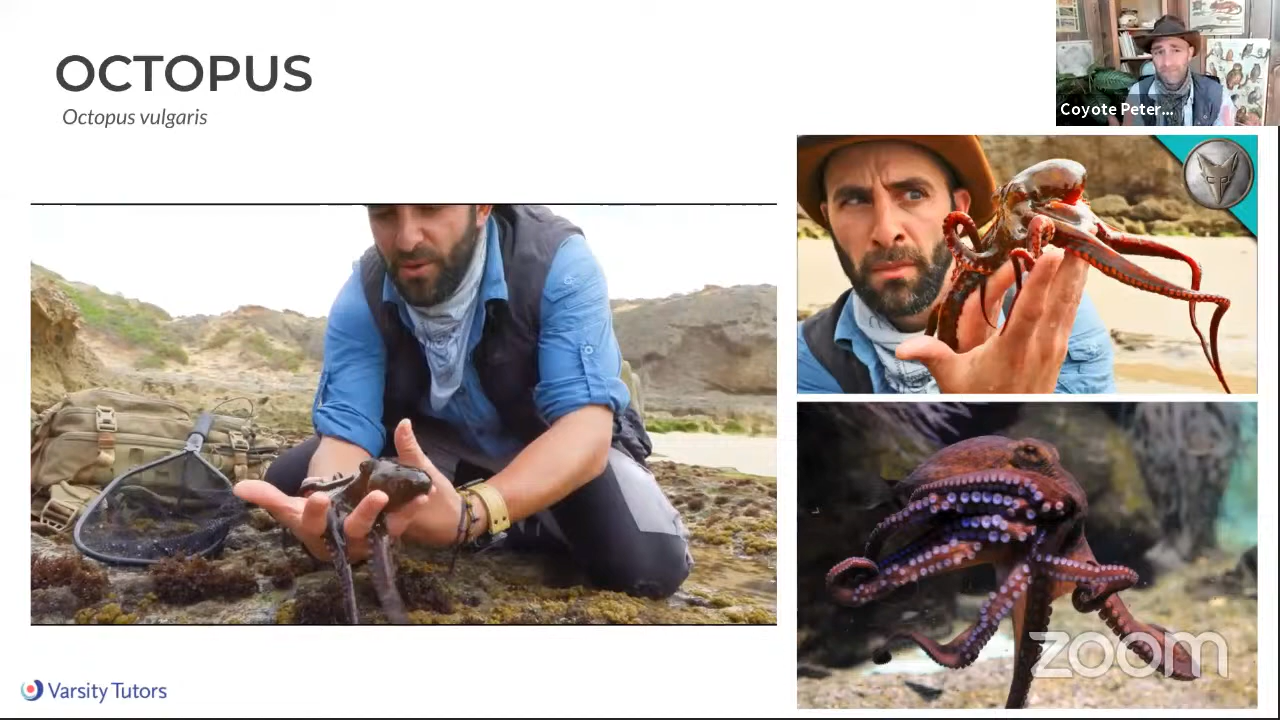 OCTOPUS
Octopus vulgaris
Coyote Peter...
zoom
Varsity Tutors